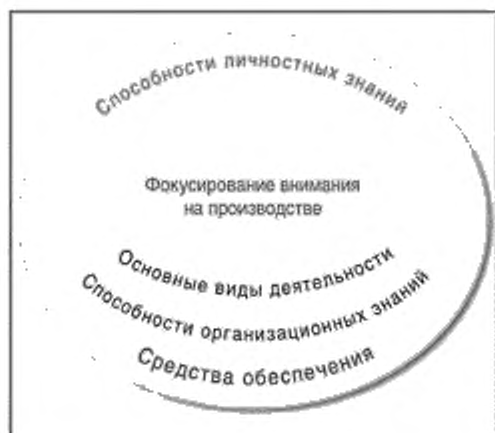 Способности личностных знаний
Фокусирование внимания
на производстве
Основные виды деятельности
Способности организационных знаний
Средства обеспечения